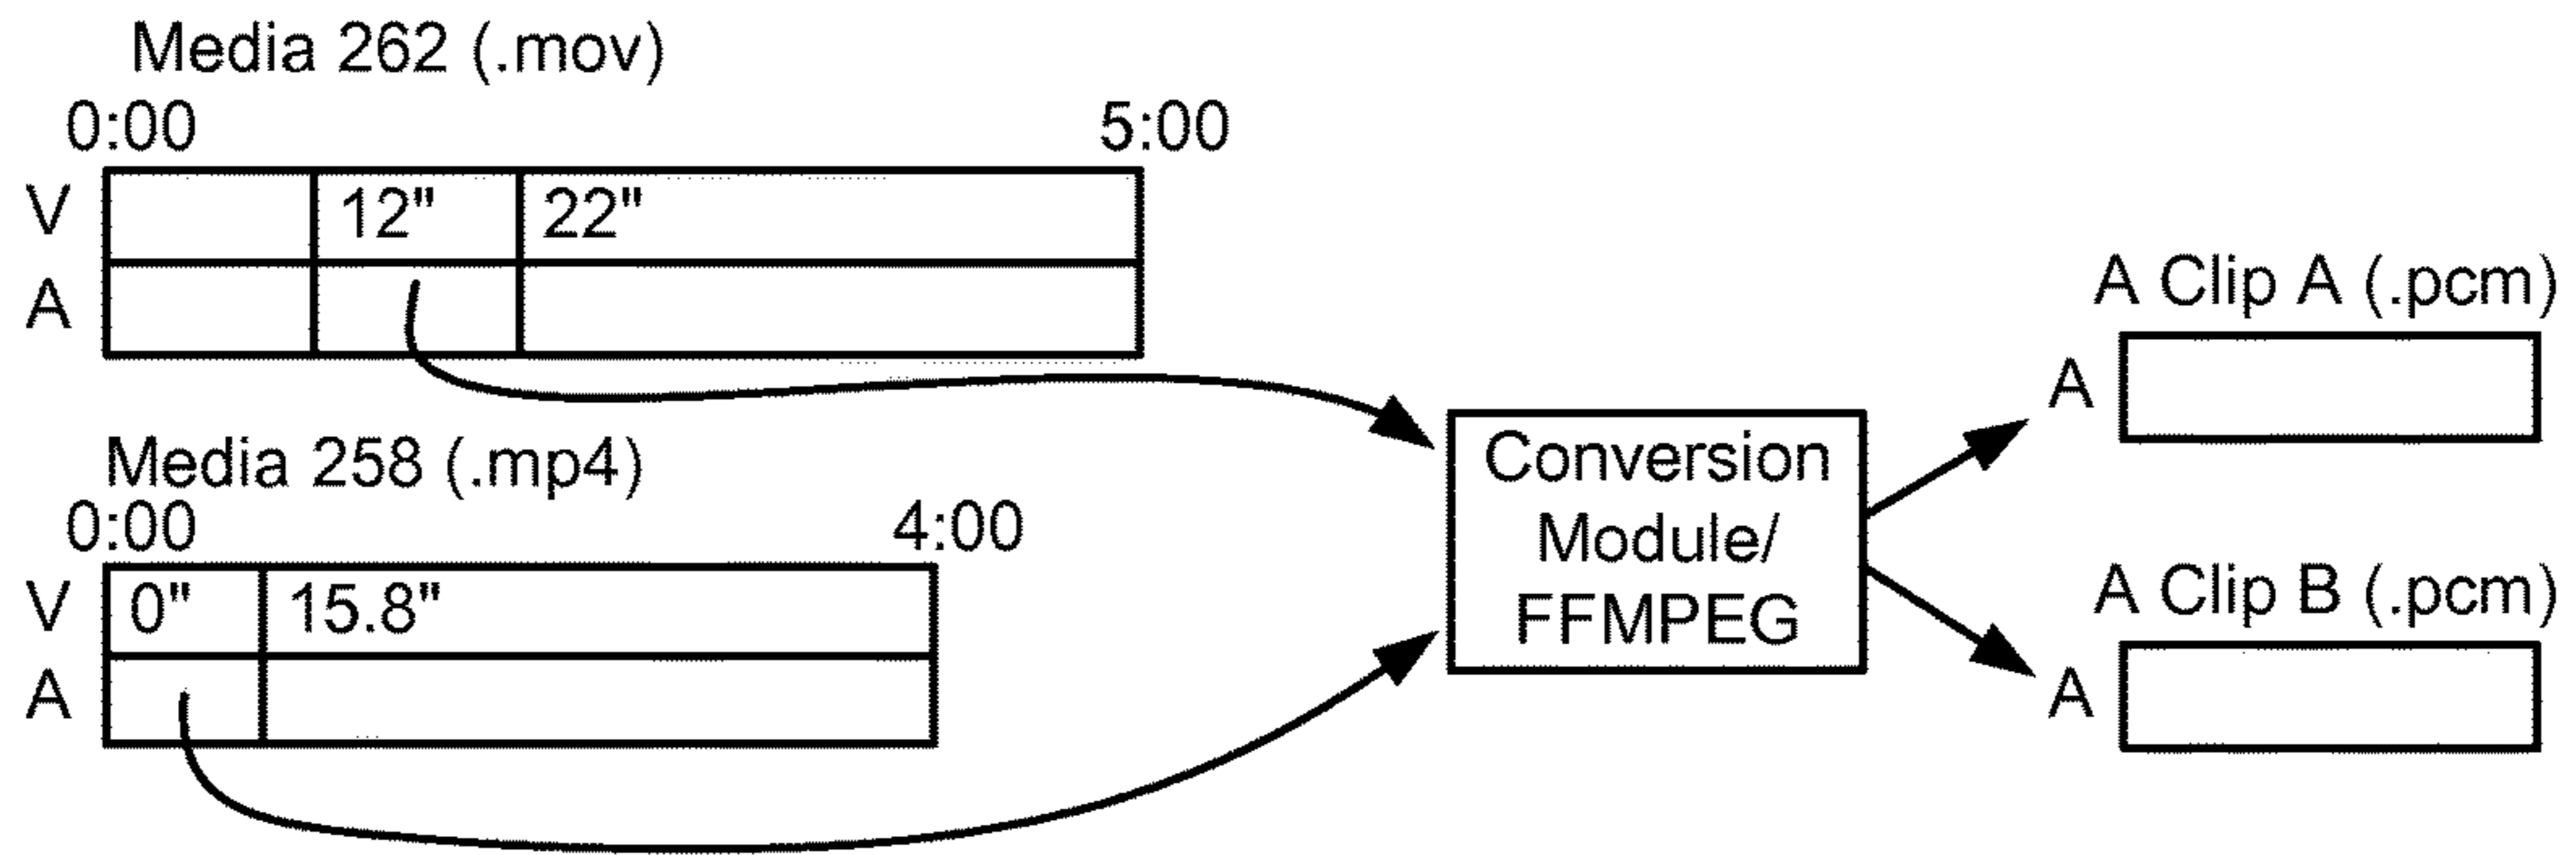 Media 262 (.mov)
0:00 5:00
V 12" 22"
A
Media 258 (.mp4)
0:00 4:00
V 0" 15.8"
A
Conversion
Module/
FFMPEG
A Clip A (.pcm)
A
A Clip B (.pcm)
A